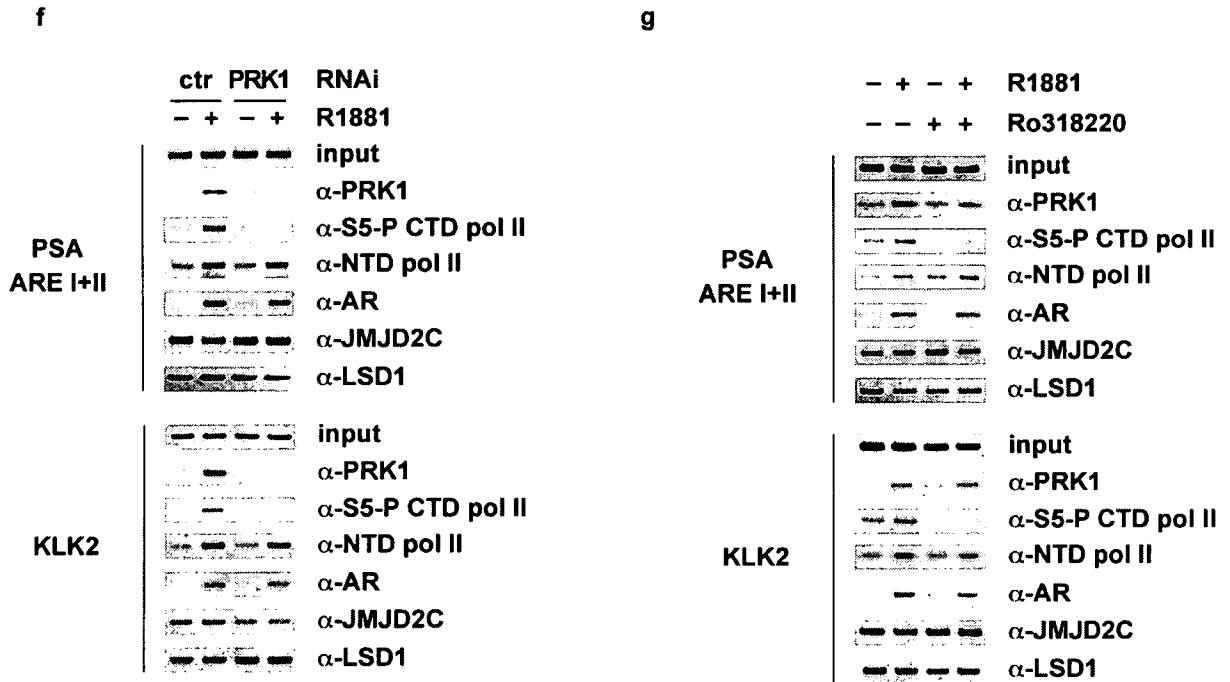 f
ctr PRK1 RNAi
– + – + R1881
PSA
ARE I+II
input
α-PRK1
α-S5-P CTD pol II
α-NTD pol II
α-AR
α-JMJD2C
α-LSD1
KLK2
input
α-PRK1
α-S5-P CTD pol II
α-NTD pol II
α-AR
α-JMJD2C
α-LSD1
g
– + – + R1881
– – + + Ro318220
PSA
ARE I+II
input
α-PRK1
α-S5-P CTD pol II
α-NTD pol II
α-AR
α-JMJD2C
α-LSD1
KLK2
input
α-PRK1
α-S5-P CTD pol II
α-NTD pol II
α-AR
α-JMJD2C
α-LSD1